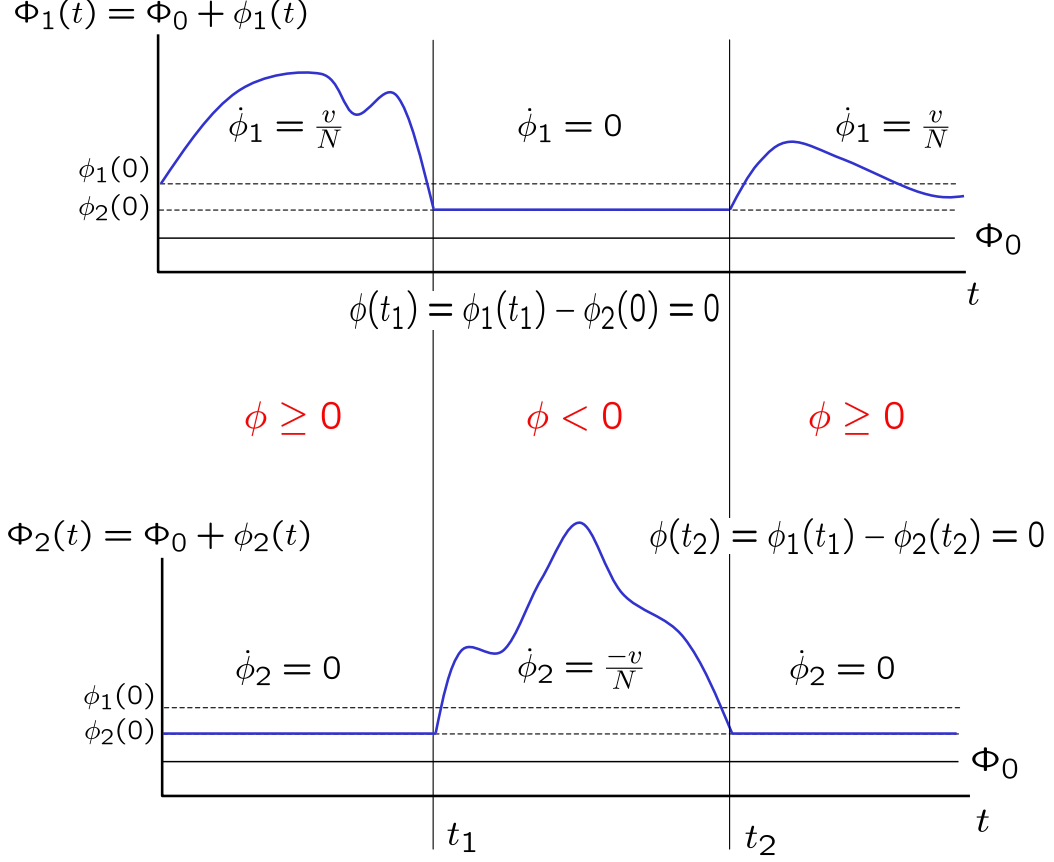 Φ₁(t) = Φ₀ + ϕ₁(t)
ϕ̇₁ = v/N
ϕ̇₁ = 0
ϕ̇₁ = v/N
ϕ₁(0)
ϕ₂(0)
Φ₀
t
ϕ(t₁) = ϕ₁(t₁) − ϕ₂(0) = 0
ϕ ≥ 0
ϕ < 0
ϕ ≥ 0
Φ₂(t) = Φ₀ + ϕ₂(t)
ϕ(t₂) = ϕ₁(t₁) − ϕ₂(t₂) = 0
ϕ̇₂ = 0
ϕ̇₂ = −v/N
ϕ̇₂ = 0
ϕ₁(0)
ϕ₂(0)
Φ₀
t
t₁
t₂